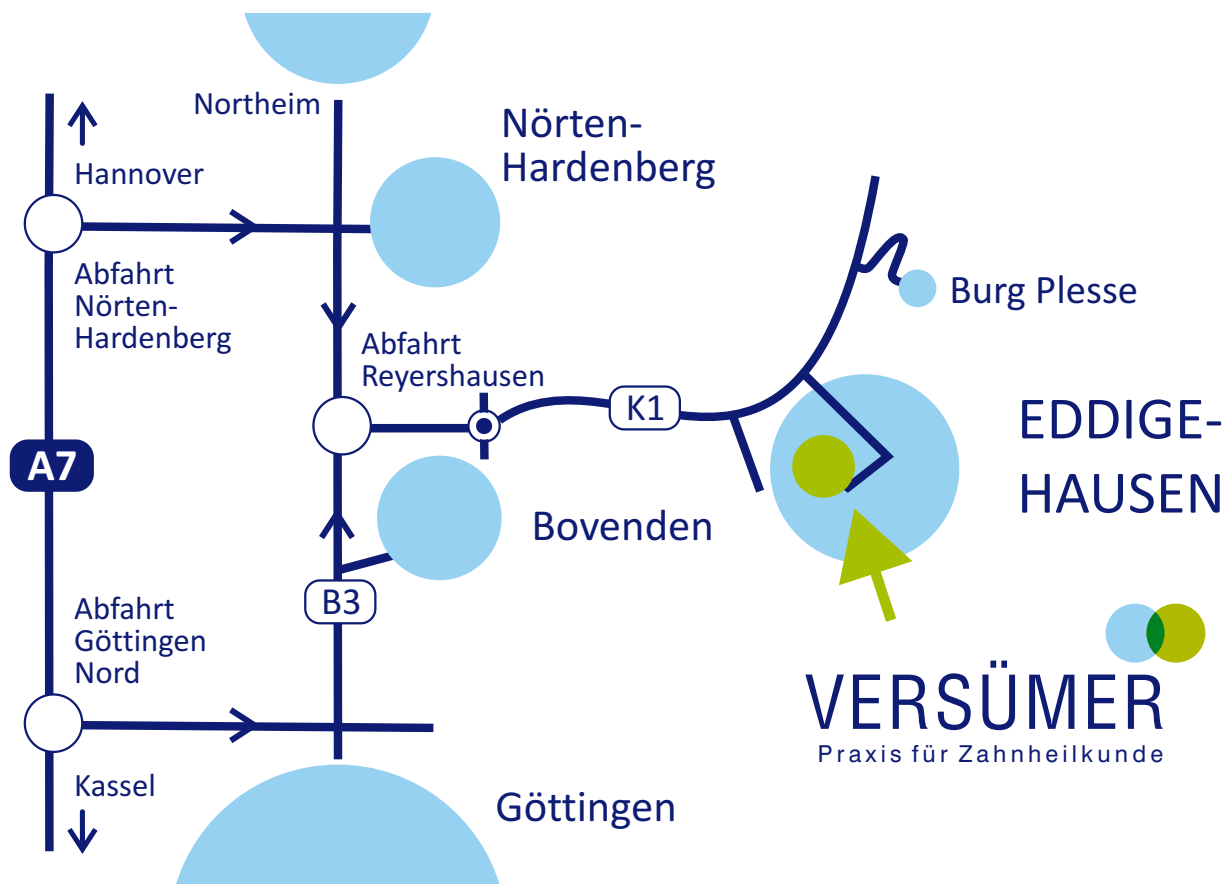 Northeim
Nörten-
Hardenberg
Hannover
Abfahrt
Nörten-
Hardenberg
Burg Plesse
Abfahrt
Reyershausen
K1
EDDIGE-
HAUSEN
A7
Bovenden
B3
Abfahrt
Göttingen
Nord
VERSÜMER
Praxis für Zahnheilkunde
Kassel
Göttingen